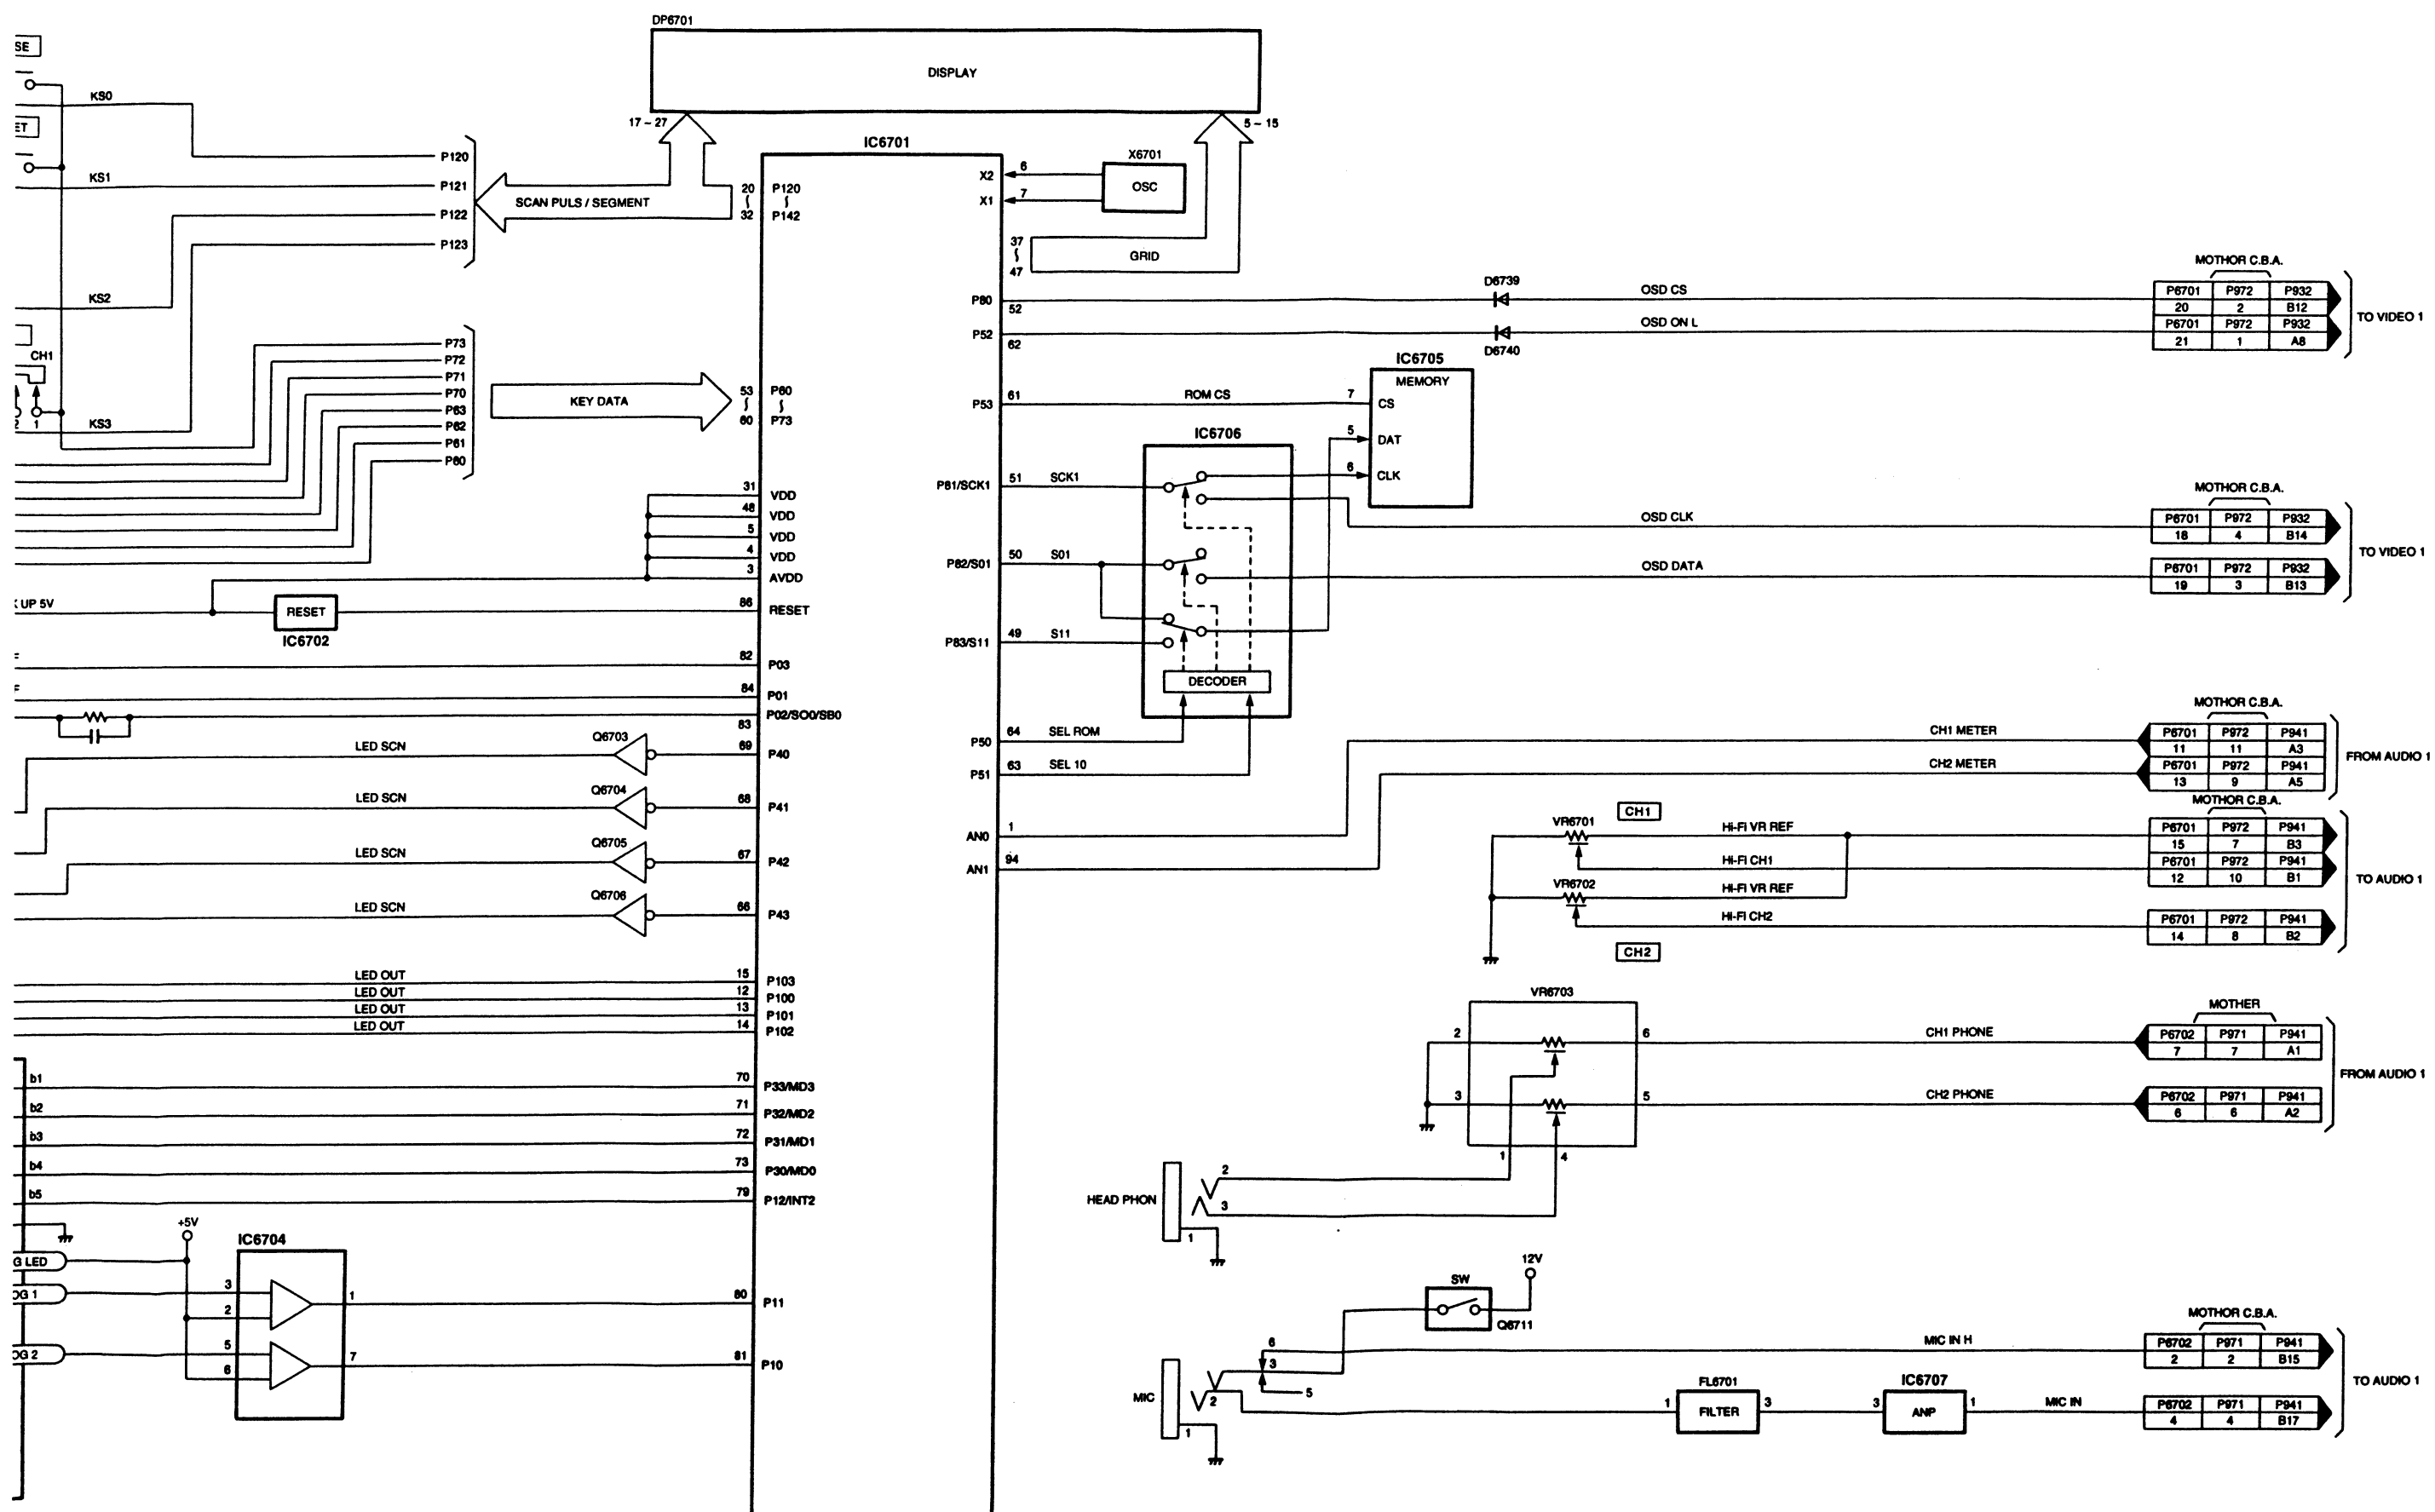 DP6701
DISPLAY
17 ~ 27
5 ~ 15
SE
KS0
ET
KS1
KS2
CH1
2 1
KS3
P120
P121
P122
P123
SCAN PULS / SEGMENT
P73
P72
P71
P70
P63
P62
P61
P60
KEY DATA
IC6701
20 P120
32 P142
53 P60
60 P73
31 VDD
48 VDD
5 VDD
4 VDD
3 AVDD
UP 5V
RESET
IC6702
86 RESET
F
82 P03
F
84 P01
P02/SO0/SB0
83
LED SCN Q6703 69 P40
LED SCN Q6704 68 P41
LED SCN Q6705 67 P42
LED SCN Q6706 66 P43
LED OUT 15 P103
LED OUT 12 P100
LED OUT 13 P101
LED OUT 14 P102
b1 70 P33/MD3
b2 71 P32/MD2
b3 72 P31/MD1
b4 73 P30/MD0
b5 79 P12/INT2
+5V
IC6704
G LED
OG 1 3 1 80 P11
2
OG 2 5 7 81 P10
6
X6701
OSC
X2 6
X1 7
37
47
GRID
P80 52
D6739
OSD CS
P52 62
D6740
OSD ON L
MOTHOR C.B.A.
P6701 P972 P932
20 2 B12
P6701 P972 P932
21 1 A8
TO VIDEO 1
IC6705
MEMORY
P53 61 ROM CS 7 CS
5 DAT
6 CLK
IC6706
P81/SCK1 51 SCK1
P82/S01 50 S01
P83/S11 49 S11
DECODER
P50 64 SEL ROM
P51 63 SEL 10
OSD CLK
OSD DATA
MOTHOR C.B.A.
P6701 P972 P932
18 4 B14
P6701 P972 P932
19 3 B13
TO VIDEO 1
AN0 1
AN1 94
CH1 METER
CH2 METER
MOTHOR C.B.A.
P6701 P972 P941
11 11 A3
P6701 P972 P941
13 9 A5
FROM AUDIO 1
CH1
VR6701
HI-FI VR REF
HI-FI CH1
VR6702
HI-FI VR REF
HI-FI CH2
CH2
MOTHOR C.B.A.
P6701 P972 P941
15 7 B3
P6701 P972 P941
12 10 B1
P6701 P972 P941
14 8 B2
TO AUDIO 1
VR6703
2 6 CH1 PHONE
3 5 CH2 PHONE
1 4
MOTHER
P6702 P971 P941
7 7 A1
P6702 P971 P941
6 6 A2
FROM AUDIO 1
HEAD PHON
2
3
1
12V
SW
Q6711
MIC
6
3
5
2
1
MIC IN H
FL6701
1 FILTER 3
IC6707
3 ANP 1
MIC IN
MOTHOR C.B.A.
P6702 P971 P941
2 2 B15
P6702 P971 P941
4 4 B17
TO AUDIO 1